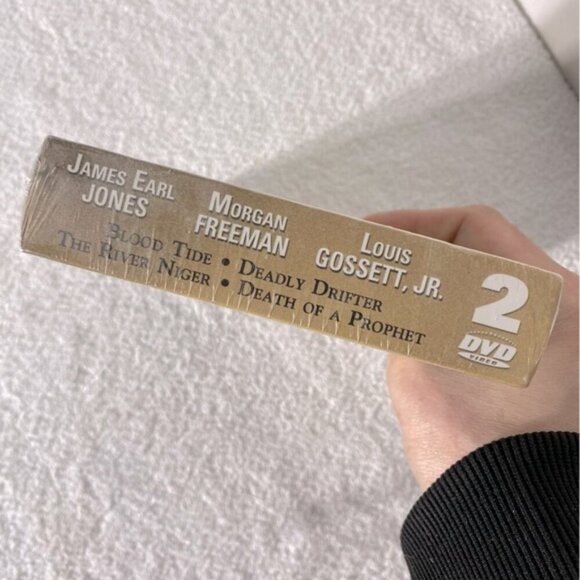 JAMES EARL
JONES
MORGAN
FREEMAN
LOUIS
GOSSETT, JR.
BLOOD TIDE • DEADLY DRIFTER
THE RIVER NIGER • DEATH OF A PROPHET
2
DVD
VIDEO